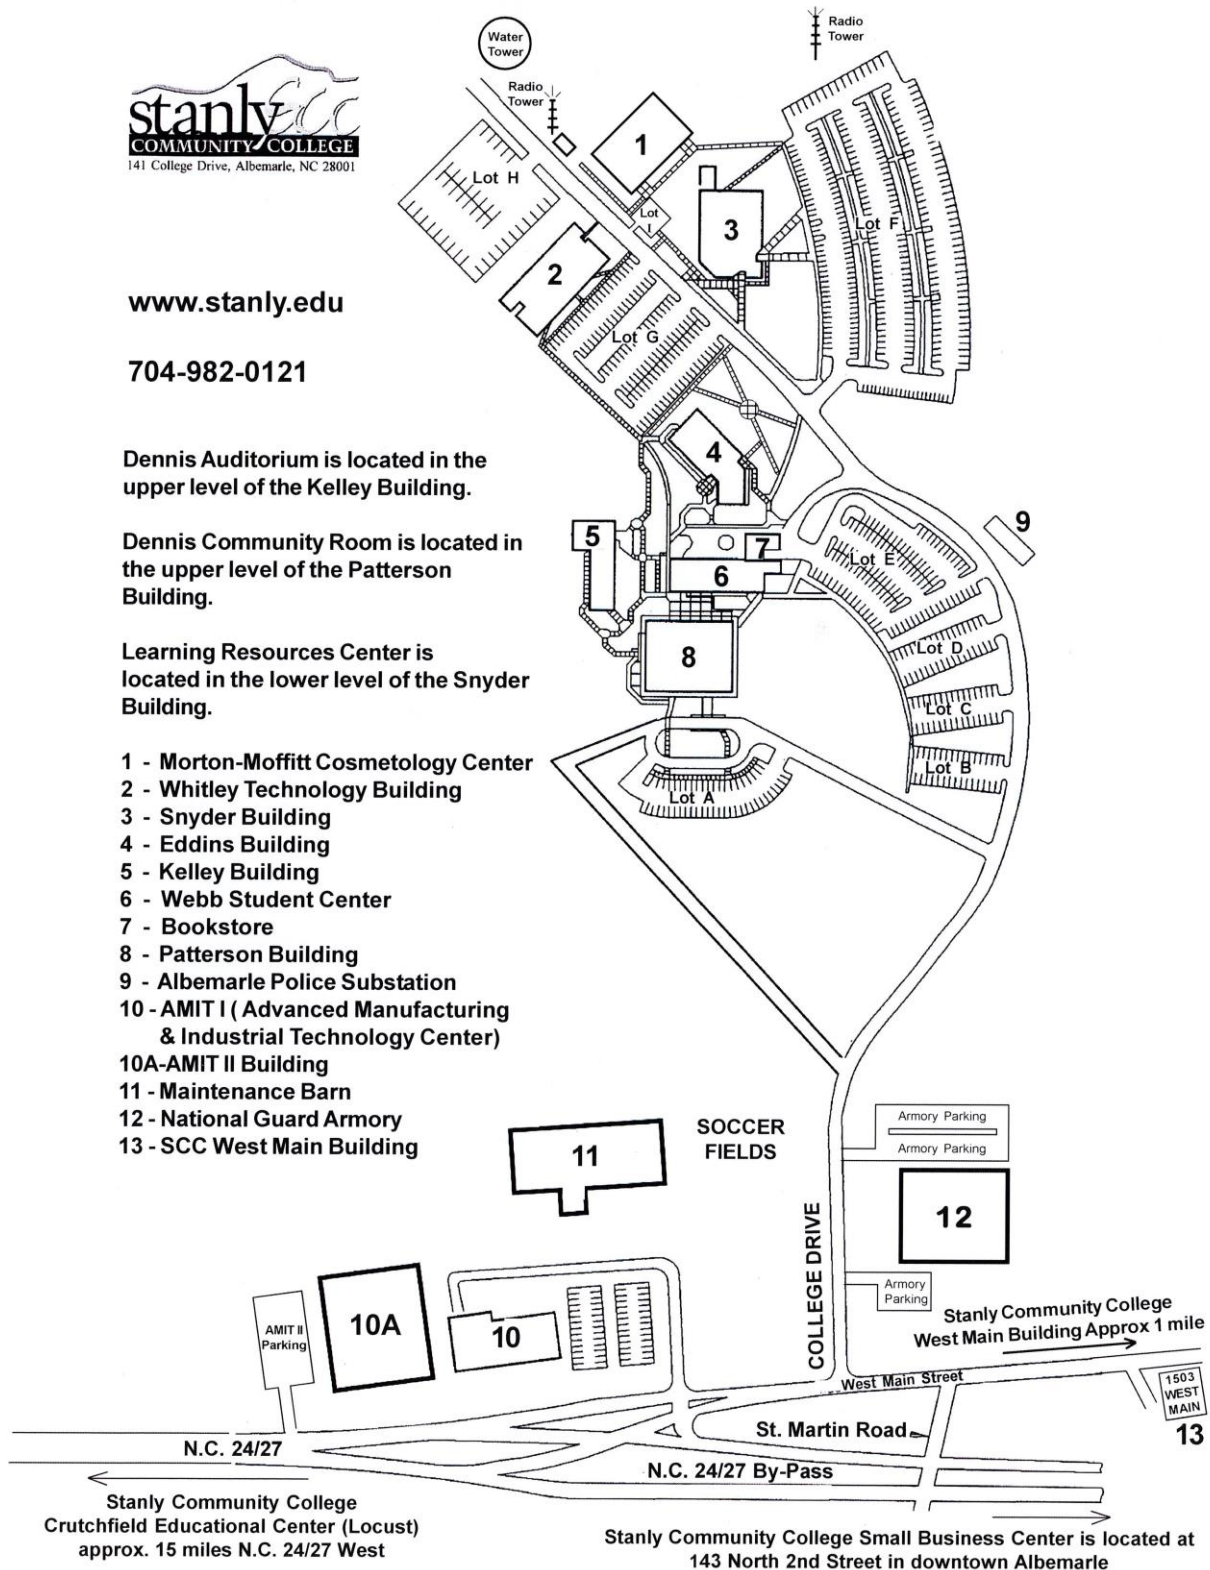 Water
Tower
Radio
Tower
Radio
Tower
stanly
COMMUNITY COLLEGE
141 College Drive, Albemarle, NC 28001
1
Lot H
Lot
I
3
Lot F
2
www.stanly.edu
Lot G
704-982-0121
4
Dennis Auditorium is located in the
upper level of the Kelley Building.
9
5
7
Lot E
6
Dennis Community Room is located in
the upper level of the Patterson
Building.
Lot D
8
Learning Resources Center is
located in the lower level of the Snyder
Building.
Lot C
Lot B
Lot A
1 - Morton-Moffitt Cosmetology Center
2 - Whitley Technology Building
3 - Snyder Building
4 - Eddins Building
5 - Kelley Building
6 - Webb Student Center
7 - Bookstore
8 - Patterson Building
9 - Albemarle Police Substation
10 - AMIT I ( Advanced Manufacturing
& Industrial Technology Center)
10A-AMIT II Building
11 - Maintenance Barn
12 - National Guard Armory
13 - SCC West Main Building
SOCCER
FIELDS
Armory Parking
Armory Parking
11
12
COLLEGE DRIVE
Armory
Parking
10A
10
AMIT II
Parking
Stanly Community College
West Main Building Approx 1 mile
West Main Street
1503
WEST
MAIN
13
St. Martin Road
N.C. 24/27
N.C. 24/27 By-Pass
Stanly Community College
Crutchfield Educational Center (Locust)
approx. 15 miles N.C. 24/27 West
Stanly Community College Small Business Center is located at
143 North 2nd Street in downtown Albemarle